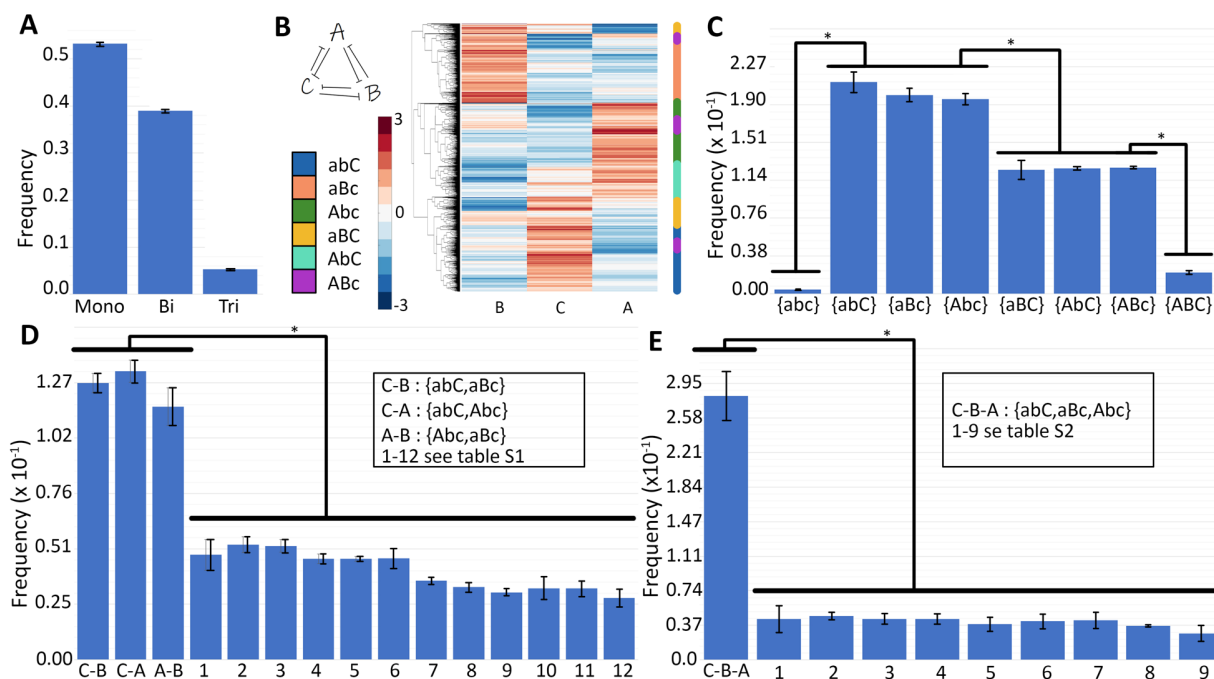 A
Frequency
0.5
0.4
0.3
0.2
0.1
0.0
Mono Bi Tri
B
A
C B
abC
aBc
Abc
aBC
AbC
ABc
3
0
-3
B C A
C
Frequency (x 10⁻¹)
2.27
1.90
1.51
1.14
0.76
0.38
0.00
* * *
{abc} {abC} {aBc} {Abc} {aBC} {AbC} {ABc} {ABC}
D
Frequency (x 10⁻¹)
1.27
1.02
0.76
0.51
0.25
0.00
*
C-B : {abC,aBc}
C-A : {abC,Abc}
A-B : {Abc,aBc}
1-12 see table S1
C-B C-A A-B 1 2 3 4 5 6 7 8 9 10 11 12
E
Frequency (x10⁻¹)
2.95
2.58
2.21
1.84
1.47
1.11
0.74
0.37
0.0
*
C-B-A : {abC,aBc,Abc}
1-9 se table S2
C-B-A 1 2 3 4 5 6 7 8 9